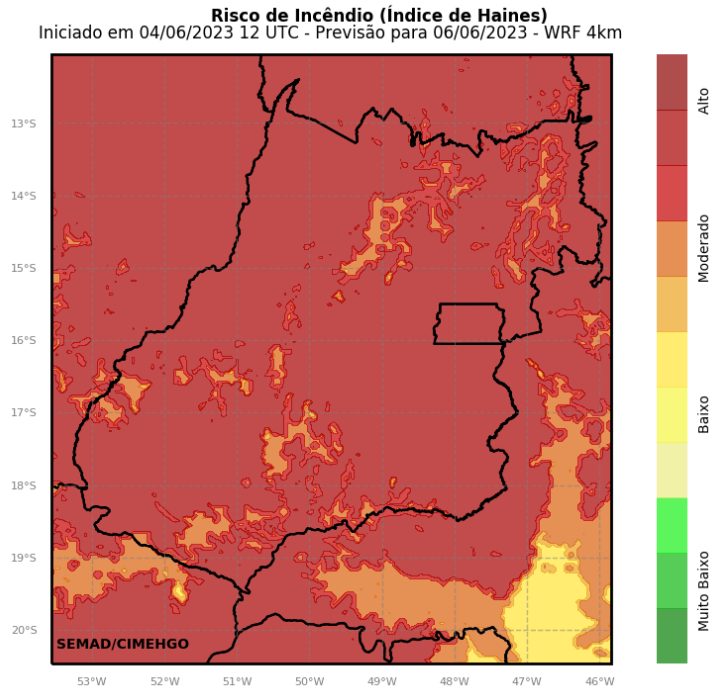 Risco de Incêndio (Índice de Haines)
Iniciado em 04/06/2023 12 UTC - Previsão para 06/06/2023 - WRF 4km
13°S
14°S
15°S
16°S
17°S
18°S
19°S
20°S
SEMAD/CIMEHGO
53°W 52°W 51°W 50°W 49°W 48°W 47°W 46°W
Alto
Moderado
Baixo
Muito Baixo